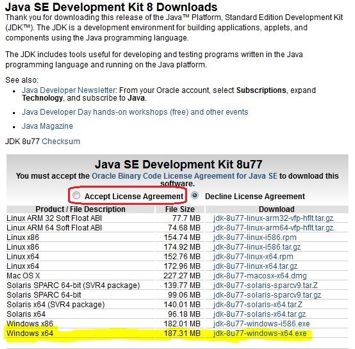 Java SE Development Kit 8 Downloads
Thank you for downloading this release of the Java™ Platform, Standard Edition Development Kit
(JDK™). The JDK is a development environment for building applications, applets, and
components using the Java programming language.
The JDK includes tools useful for developing and testing programs written in the Java
programming language and running on the Java platform.
See also:
• Java Developer Newsletter: From your Oracle account, select Subscriptions, expand
Technology, and subscribe to Java.
• Java Developer Day hands-on workshops (free) and other events
• Java Magazine
JDK 8u77 Checksum
Java SE Development Kit 8u77
You must accept the Oracle Binary Code License Agreement for Java SE to download this
software.
Accept License Agreement Decline License Agreement
Product / File Description File Size Download
Linux ARM 32 Soft Float ABI 77.7 MB jdk-8u77-linux-arm32-vfp-hflt.tar.gz
Linux ARM 64 Soft Float ABI 74.68 MB jdk-8u77-linux-arm64-vfp-hflt.tar.gz
Linux x86 154.74 MB jdk-8u77-linux-i586.rpm
Linux x86 174.92 MB jdk-8u77-linux-i586.tar.gz
Linux x64 152.76 MB jdk-8u77-linux-x64.rpm
Linux x64 172.96 MB jdk-8u77-linux-x64.tar.gz
Mac OS X 227.27 MB jdk-8u77-macosx-x64.dmg
Solaris SPARC 64-bit (SVR4 package) 139.77 MB jdk-8u77-solaris-sparcv9.tar.Z
Solaris SPARC 64-bit 99.06 MB jdk-8u77-solaris-sparcv9.tar.gz
Solaris x64 (SVR4 package) 140.01 MB jdk-8u77-solaris-x64.tar.Z
Solaris x64 96.18 MB jdk-8u77-solaris-x64.tar.gz
Windows x86 182.01 MB jdk-8u77-windows-i586.exe
Windows x64 187.31 MB jdk-8u77-windows-x64.exe